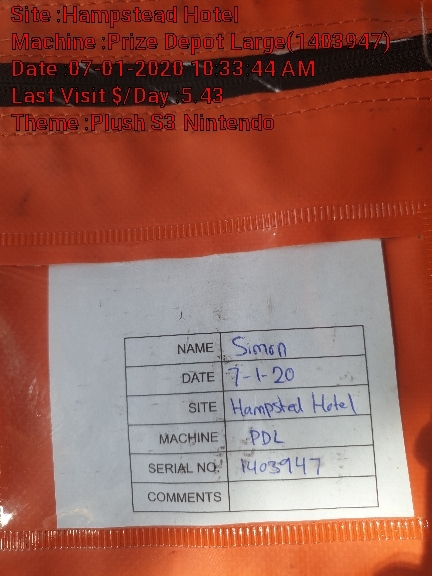 Site :Hampstead Hotel
Machine :Prize Depot Large(1403947)
Date :07-01-2020 10:33:44 AM
Last Visit $/Day :5.43
Theme :Plush S3 Nintendo
NAME Simon
DATE 7-1-20
SITE Hampsted Hotel
MACHINE PDL
SERIAL NO: 1403947
COMMENTS